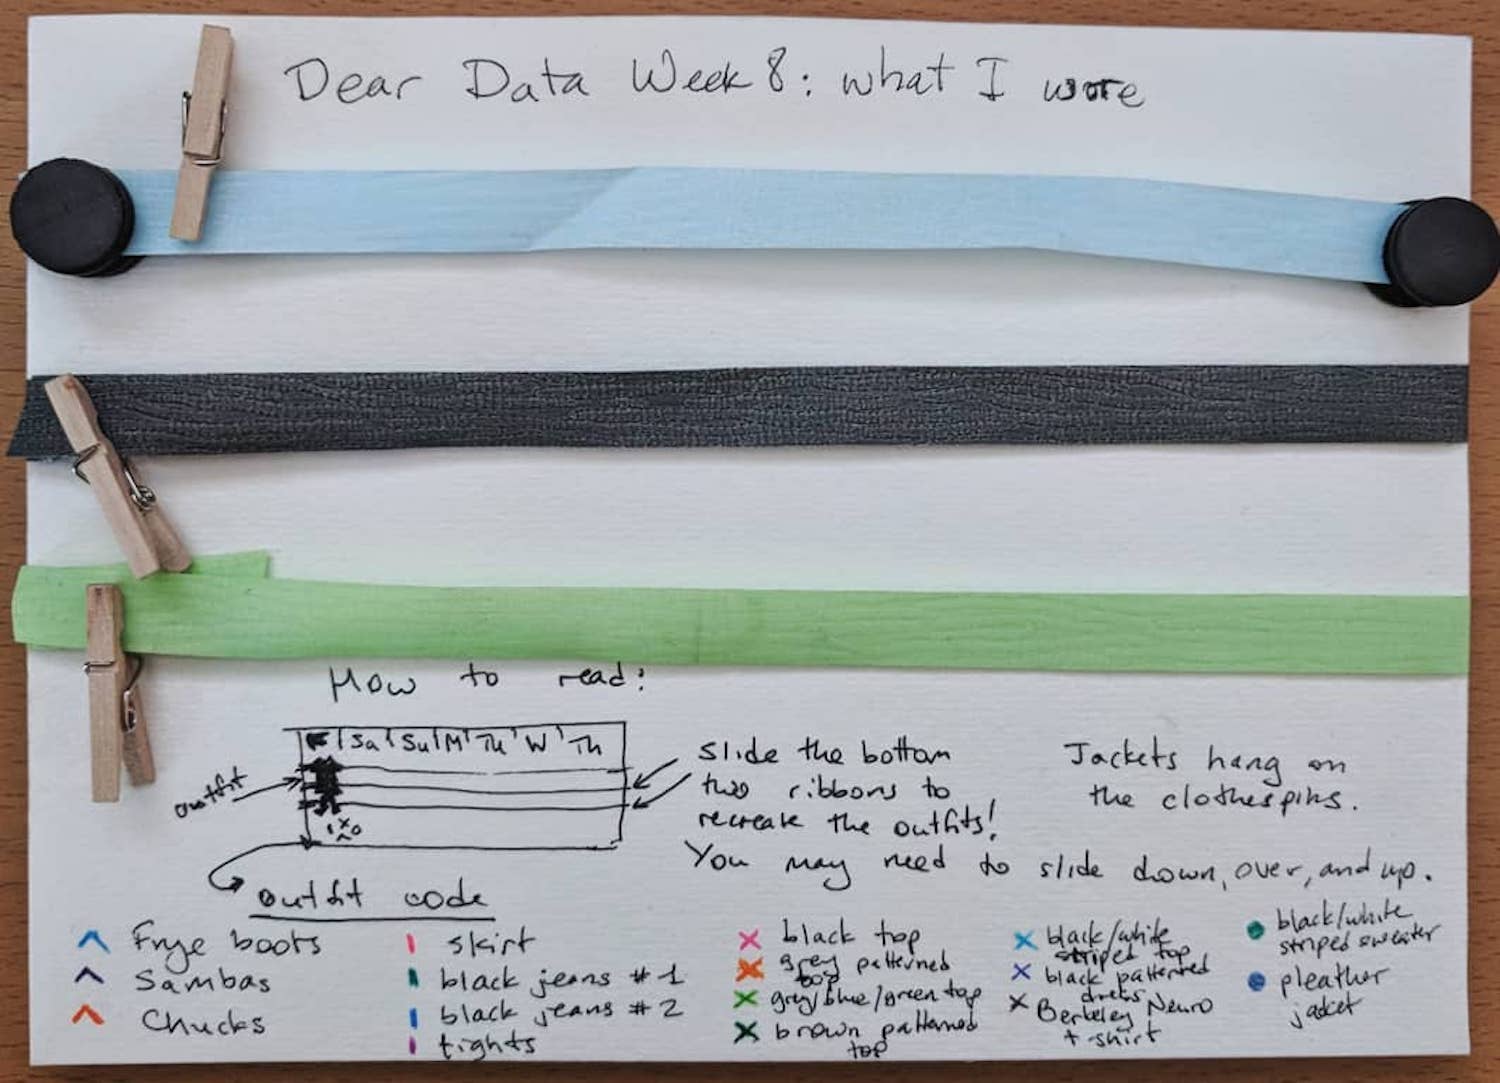 Dear Data Week 8: what I wore
How to read:
F Sa Su M Tu W Th
outfit
Slide the bottom
two ribbons to
recreate the outfits!
You may need to slide down, over, and up.
Jackets hang on
the clothespins.
outfit code
Frye boots
Sambas
Chucks
skirt
black jeans #1
black jeans #2
tights
black top
grey patterned
top
grey/blue/green top
brown patterned
top
black/white
striped top
black patterned
dress
Berkeley Neuro
t-shirt
black/white
striped sweater
pleather
jacket